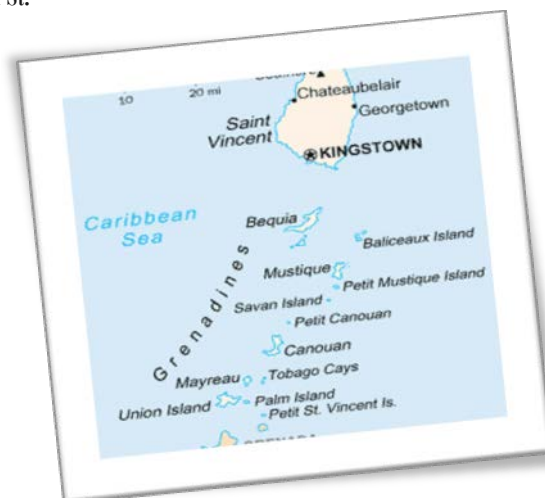 St.
10 20 mi
Chateaubelair
Georgetown
Saint
Vincent
KINGSTOWN
Caribbean
Sea
Bequia
Baliceaux Island
Grenadines
Mustique
Petit Mustique Island
Savan Island
Petit Canouan
Canouan
Mayreau
Tobago Cays
Union Island
Palm Island
Petit St. Vincent Is.